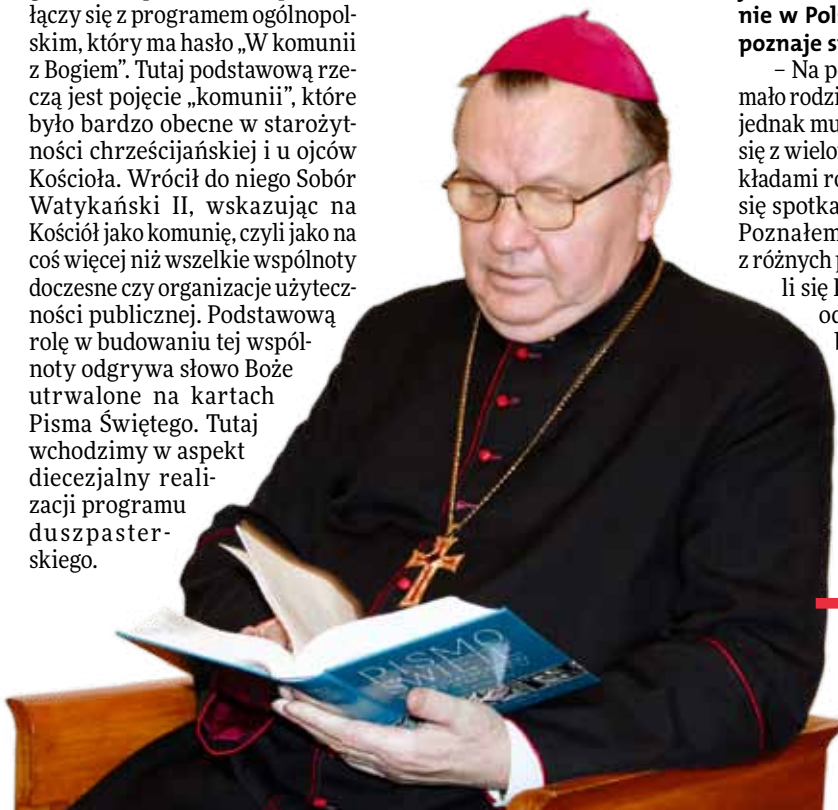 łączy się z programem ogólnopol-
skim, który ma hasło „W komunii
z Bogiem”. Tutaj podstawową rze-
czą jest pojęcie „komunii”, które
było bardzo obecne w starożyt-
ności chrześcijańskiej i u ojców
Kościoła. Wrócił do niego Sobór
Watykański II, wskazując na
Kościół jako komunię, czyli jako na
coś więcej niż wszelkie wspólnoty
doczesne czy organizacje użytecz-
ności publicznej. Podstawową
rolę w budowaniu tej wspól-
noty odgrywa słowo Boże
utrwalone na kartach
Pisma Świętego. Tutaj
wchodzimy w aspekt
diecezjalny reali-
zacji programu
duszpaster-
skiego.
nie w Pol
poznaje
– Na p
mało rodzi
jednak mu
się z wielo
kładami ro
się spotka
Poznałem
z różnych p
li się
PISMO
ŚWIĘTE